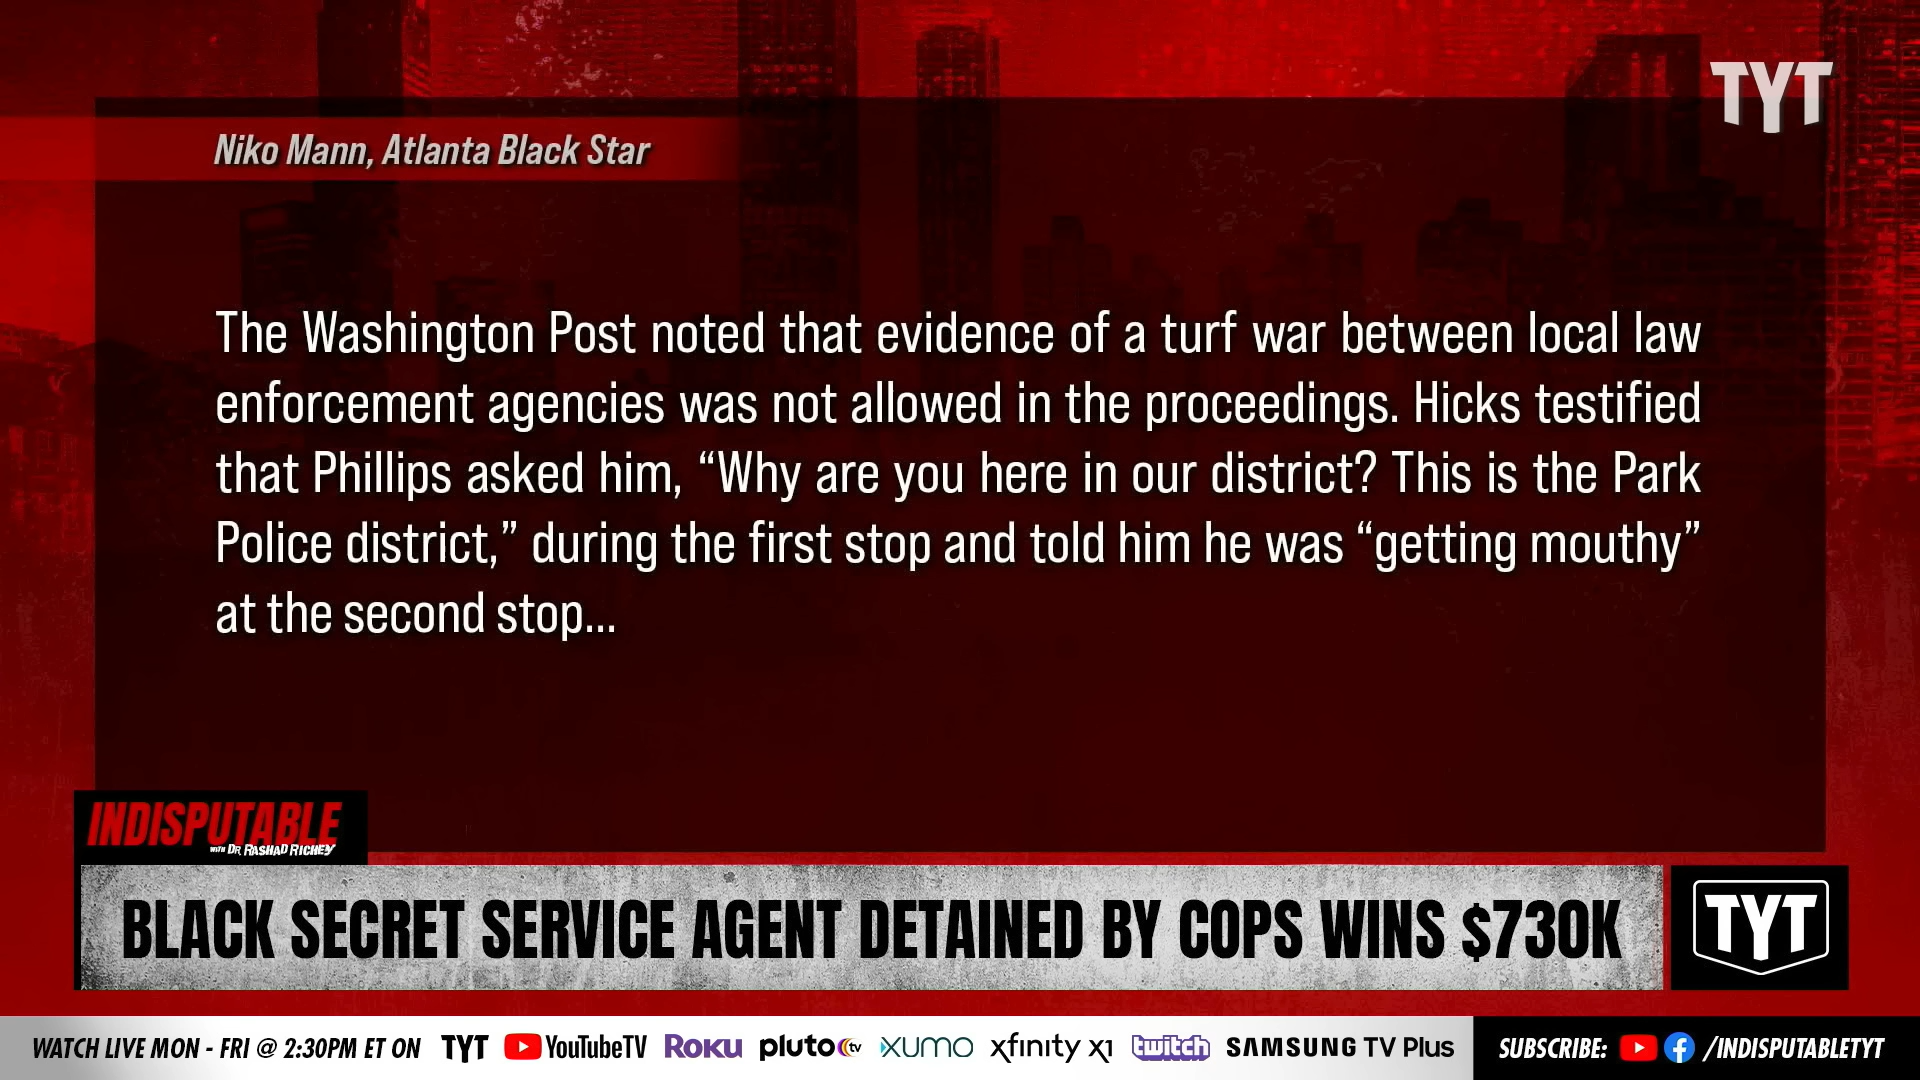 TYT
Niko Mann, Atlanta Black Star
The Washington Post noted that evidence of a turf war between local law
enforcement agencies was not allowed in the proceedings. Hicks testified
that Phillips asked him, “Why are you here in our district? This is the Park
Police district,” during the first stop and told him he was “getting mouthy”
at the second stop...
INDISPUTABLE
WITH DR RASHAD RICHEY
BLACK SECRET SERVICE AGENT DETAINED BY COPS WINS $730K
TYT
WATCH LIVE MON - FRI @ 2:30PM ET ON TYT YouTubeTV Roku pluto tv xumo xfinity x1 twitch SAMSUNG TV Plus SUBSCRIBE: /INDISPUTABLETYT